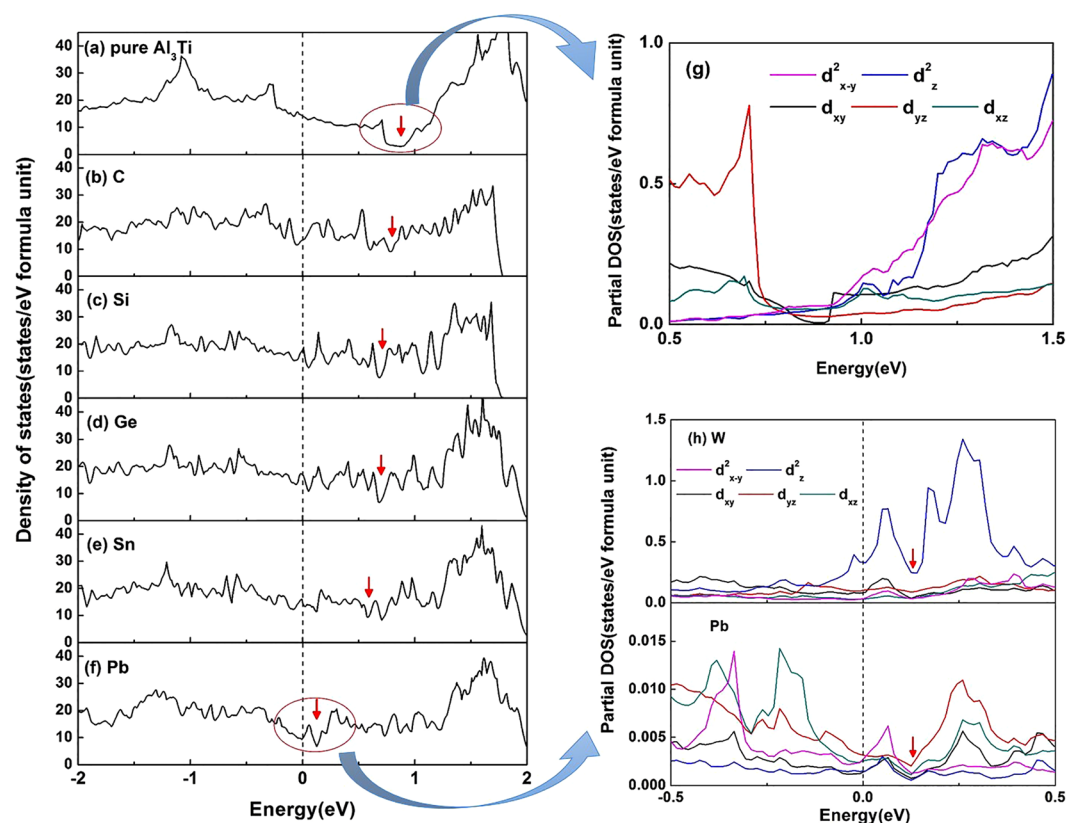 Density of states(states/eV formula unit)
(a) pure Al3Ti
40
30
20
10
0
(b) C
40
30
20
10
0
(c) Si
40
30
20
10
0
(d) Ge
40
30
20
10
0
(e) Sn
40
30
20
10
0
(f) Pb
40
30
20
10
0
-2 -1 0 1 2
Energy(eV)
Partial DOS(states/eV formula unit)
(g)
d2x-y d2z
dxy dyz dxz
1.0
0.5
0.0
0.5 1.0 1.5
Energy(eV)
Partial DOS(states/eV formula unit)
(h) W
d2x-y d2z
dxy dyz dxz
1.5
1.0
0.5
0.0
Pb
0.015
0.010
0.005
0.000
-0.5 0.0 0.5
Energy(eV)